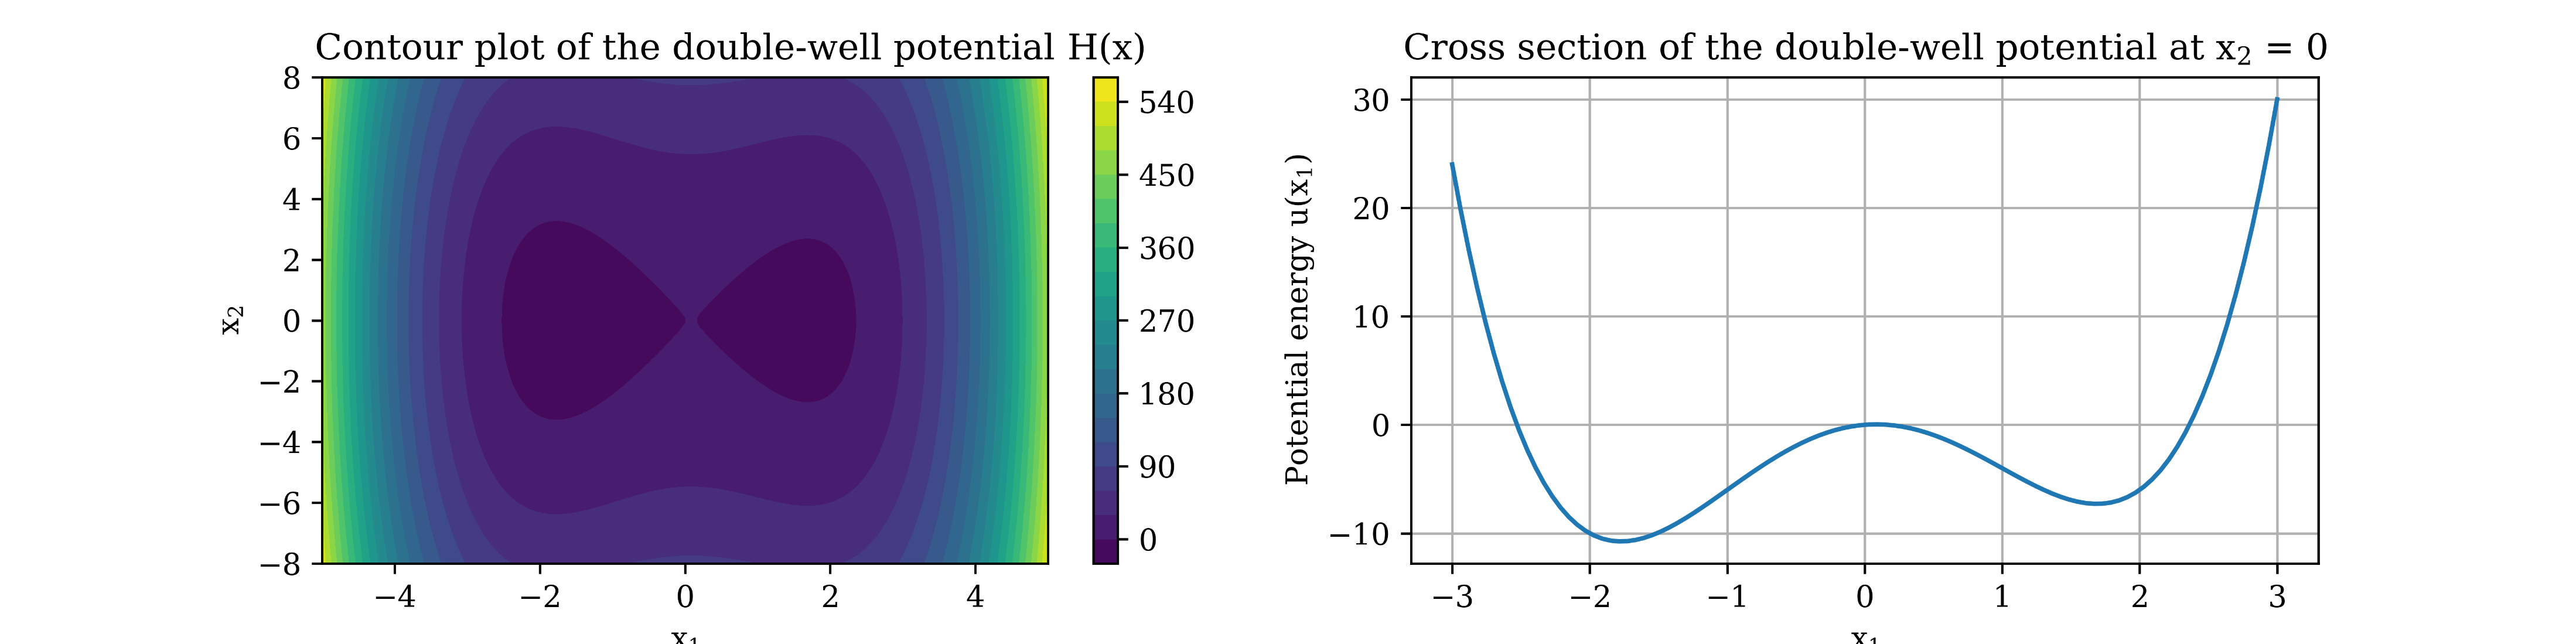 Contour plot of the double-well potential H(x)
8
6
4
2
0
−2
−4
−6
−8
x₂
−4 −2 0 2 4
x₁
540
450
360
270
180
90
0
Cross section of the double-well potential at x₂ = 0
30
20
10
0
−10
Potential energy u(x₁)
−3 −2 −1 0 1 2 3
x₁